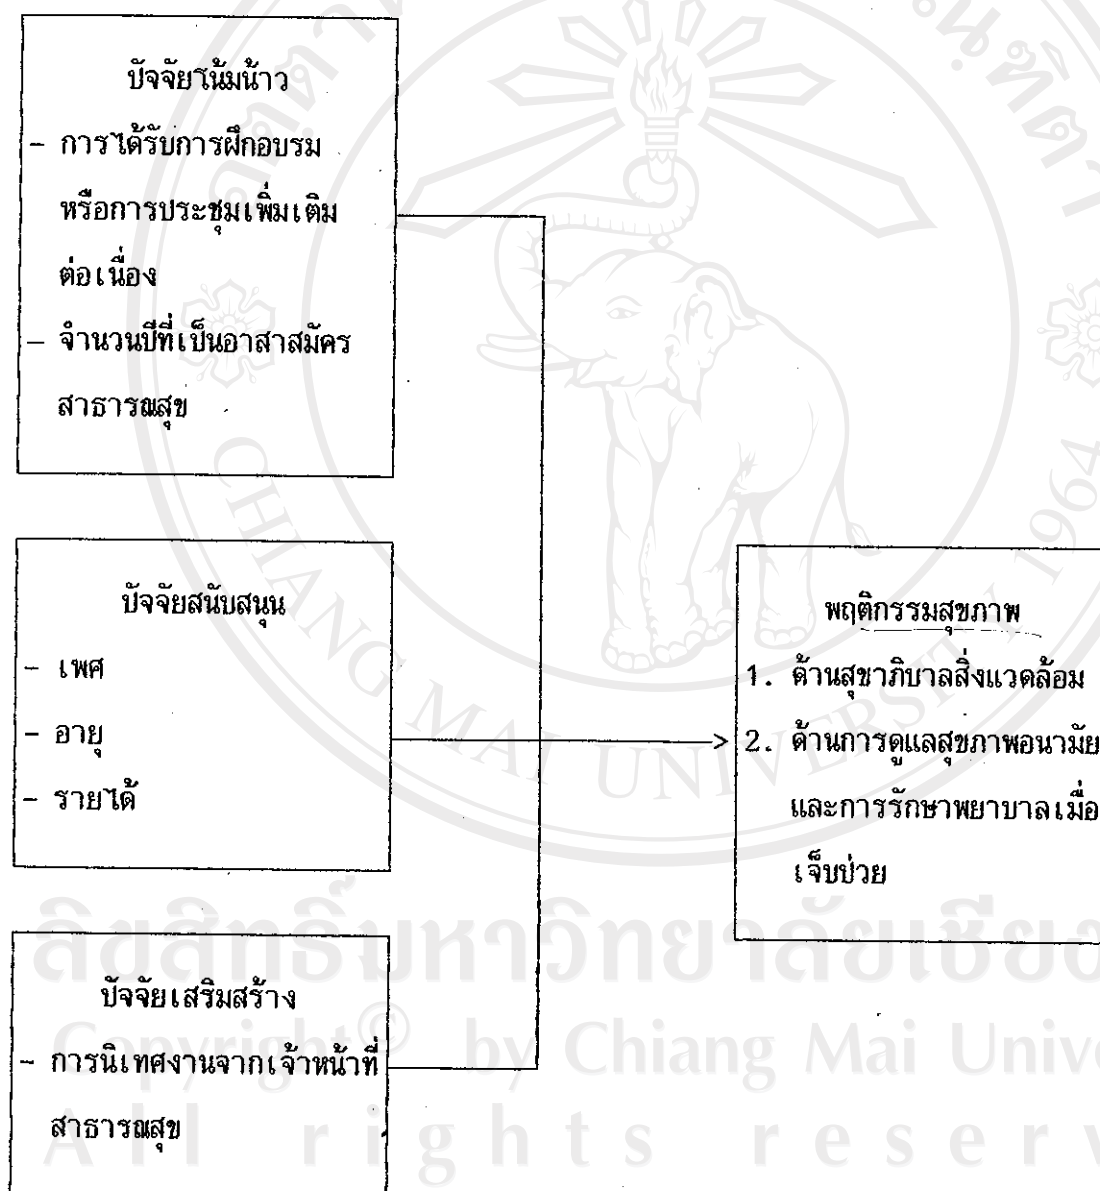 ปัจจัยโน้มน้าว
- การได้รับการฝึกอบรม
หรือการประชุมเพิ่มเติม
ต่อเนื่อง
- จำนวนปีที่เป็นอาสาสมัคร
สาธารณสุข
ปัจจัยสนับสนุน
- เพศ
- อายุ
- รายได้
ปัจจัยเสริมสร้าง
- การนิเทศงานจากเจ้าหน้าที่
สาธารณสุข
พฤติกรรมสุขภาพ
1. ด้านสุขาภิบาลสิ่งแวดล้อม
2. ด้านการดูแลสุขภาพอนามัย
และการรักษาพยาบาลเมื่อ
เจ็บป่วย
CHIANG MAI UNIVERSITY 1964
ลิขสิทธิ์มหาวิทยาลัยเชียง
Copyright© by Chiang Mai Unive
All rights reserv